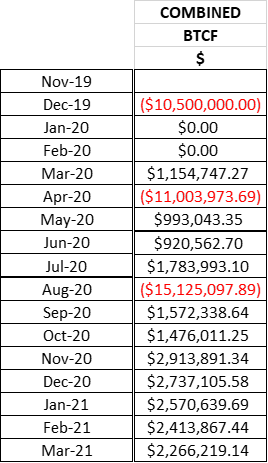 COMBINED
BTCF
$
Nov-19
Dec-19 ($10,500,000.00)
Jan-20 $0.00
Feb-20 $0.00
Mar-20 $1,154,747.27
Apr-20 ($11,003,973.69)
May-20 $993,043.35
Jun-20 $920,562.70
Jul-20 $1,783,993.10
Aug-20 ($15,125,097.89)
Sep-20 $1,572,338.64
Oct-20 $1,476,011.25
Nov-20 $2,913,891.34
Dec-20 $2,737,105.58
Jan-21 $2,570,639.69
Feb-21 $2,413,867.44
Mar-21 $2,266,219.14